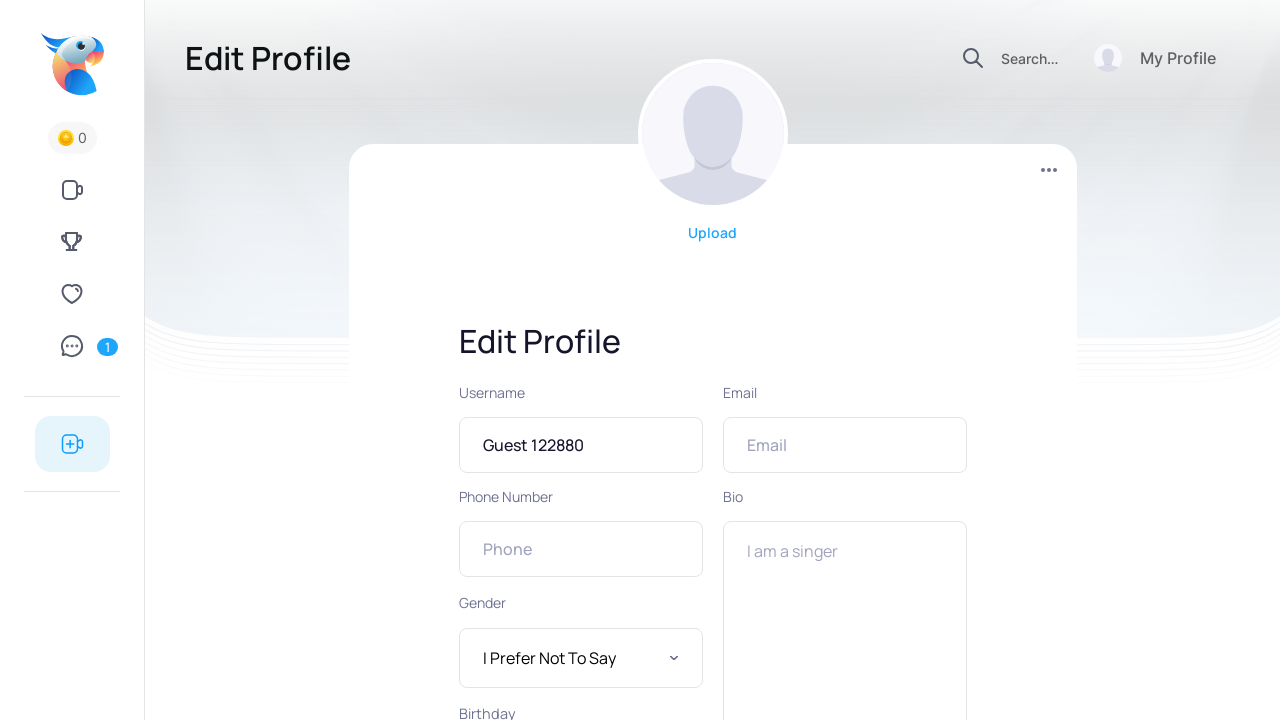 Edit Profile
Search...
My Profile
0
1
Upload
Edit Profile
Username
Email
Guest 122880
Email
Phone Number
Bio
Phone
I am a singer
Gender
I Prefer Not To Say
Birthday